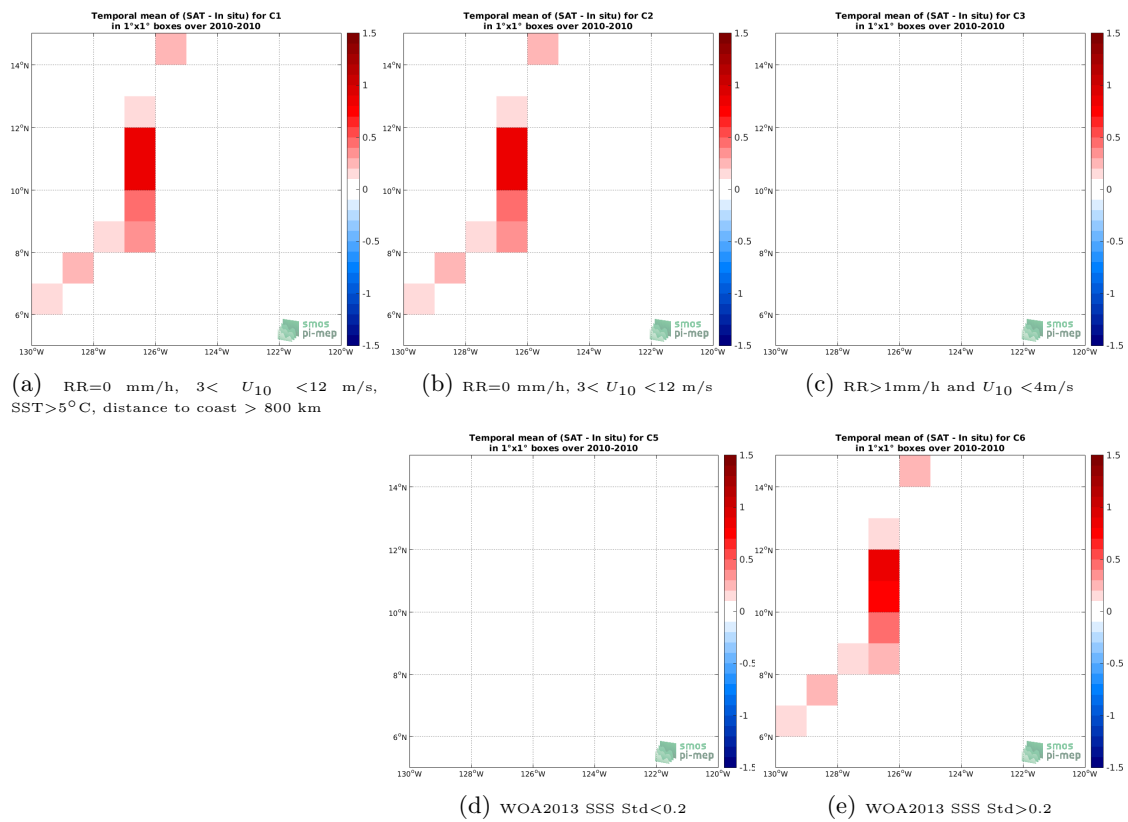 Temporal mean of (SAT - In situ) for C1
in 1°x1° boxes over 2010-2010
14°N
12°N
10°N
8°N
6°N
130°W 128°W 126°W 124°W 122°W 120°W
1.5
1
0.5
0
-0.5
-1
-1.5
smos
pi-mep
(a) RR=0 mm/h, 3< U10 <12 m/s,
SST>5°C, distance to coast > 800 km
Temporal mean of (SAT - In situ) for C2
in 1°x1° boxes over 2010-2010
14°N
12°N
10°N
8°N
6°N
130°W 128°W 126°W 124°W 122°W 120°W
1.5
1
0.5
0
-0.5
-1
-1.5
smos
pi-mep
(b) RR=0 mm/h, 3< U10 <12 m/s
Temporal mean of (SAT - In situ) for C3
in 1°x1° boxes over 2010-2010
14°N
12°N
10°N
8°N
6°N
130°W 128°W 126°W 124°W 122°W 120°W
1.5
1
0.5
0
-0.5
-1
-1.5
smos
pi-mep
(c) RR>1mm/h and U10 <4m/s
Temporal mean of (SAT - In situ) for C5
in 1°x1° boxes over 2010-2010
14°N
12°N
10°N
8°N
6°N
130°W 128°W 126°W 124°W 122°W 120°W
1.5
1
0.5
0
-0.5
-1
-1.5
smos
pi-mep
(d) WOA2013 SSS Std<0.2
Temporal mean of (SAT - In situ) for C6
in 1°x1° boxes over 2010-2010
14°N
12°N
10°N
8°N
6°N
130°W 128°W 126°W 124°W 122°W 120°W
1.5
1
0.5
0
-0.5
-1
-1.5
smos
pi-mep
(e) WOA2013 SSS Std>0.2